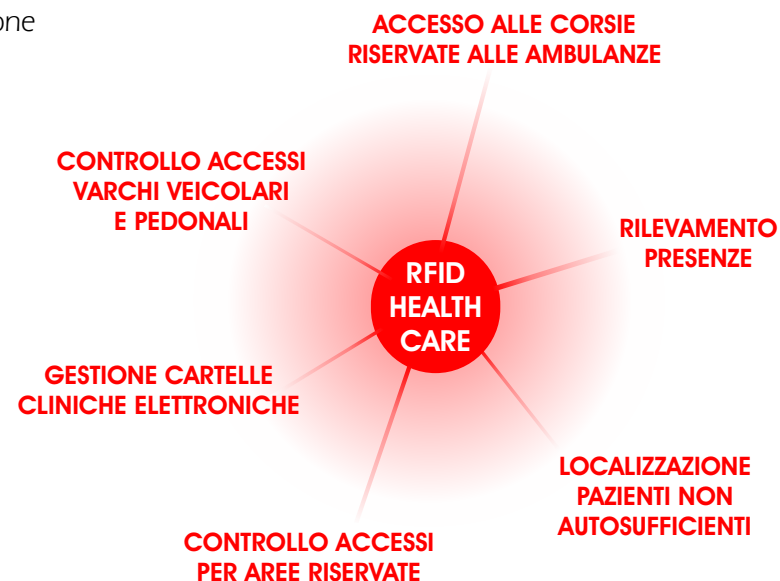 one
ACCESSO ALLE CORSIE
RISERVATE ALLE AMBULANZE
CONTROLLO ACCESSI
VARCHI VEICOLARI
E PEDONALI
RILEVAMENTO
PRESENZE
RFID
HEALTH
CARE
GESTIONE CARTELLE
CLINICHE ELETTRONICHE
LOCALIZZAZIONE
PAZIENTI NON
AUTOSUFFICIENTI
CONTROLLO ACCESSI
PER AREE RISERVATE